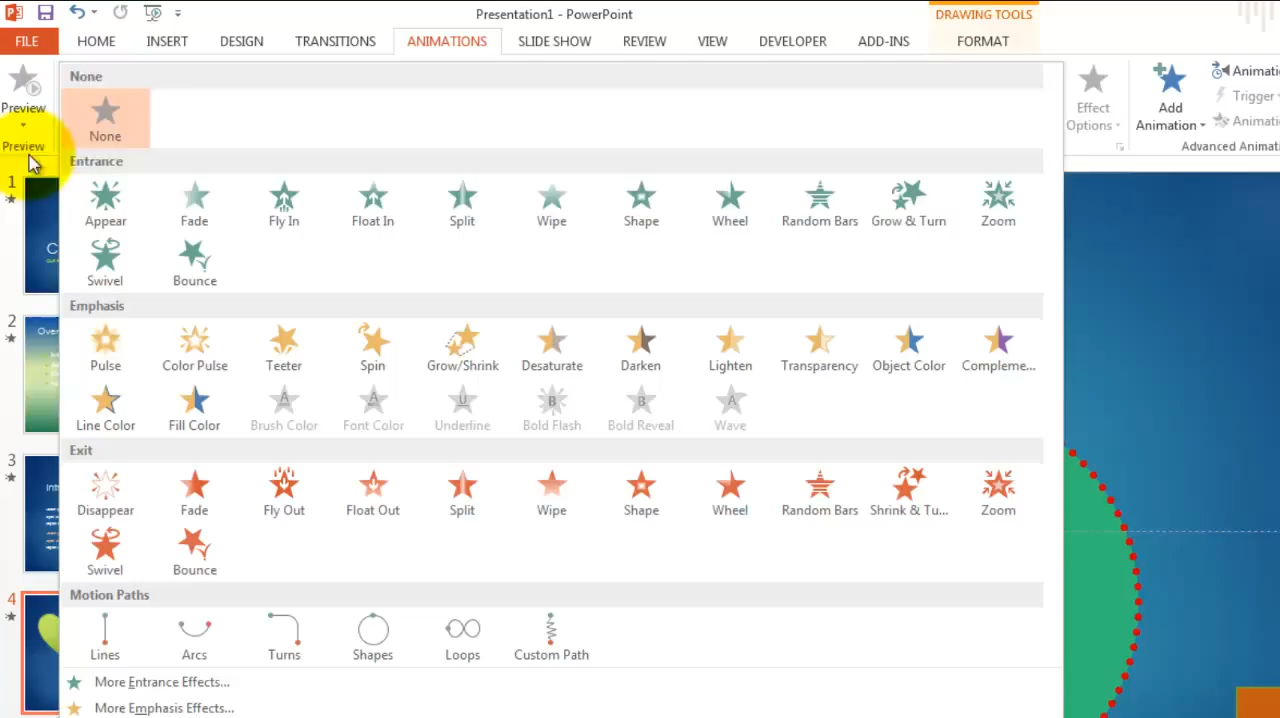 Presentation1 - PowerPoint
DRAWING TOOLS
FILE HOME INSERT DESIGN TRANSITIONS ANIMATIONS SLIDE SHOW REVIEW VIEW DEVELOPER ADD-INS FORMAT
Preview
Preview
None
None
Entrance
Appear Fade Fly In Float In Split Wipe Shape Wheel Random Bars Grow & Turn Zoom
Swivel Bounce
Emphasis
Pulse Color Pulse Teeter Spin Grow/Shrink Desaturate Darken Lighten Transparency Object Color Compleme...
Line Color Fill Color Brush Color Font Color Underline Bold Flash Bold Reveal Wave
Exit
Disappear Fade Fly Out Float Out Split Wipe Shape Wheel Random Bars Shrink & Tu... Zoom
Swivel Bounce
Motion Paths
Lines Arcs Turns Shapes Loops Custom Path
More Entrance Effects...
More Emphasis Effects...
Effect
Options
Add
Animation
Animati
Trigger
Animati
Advanced Animati
1
2
3
4